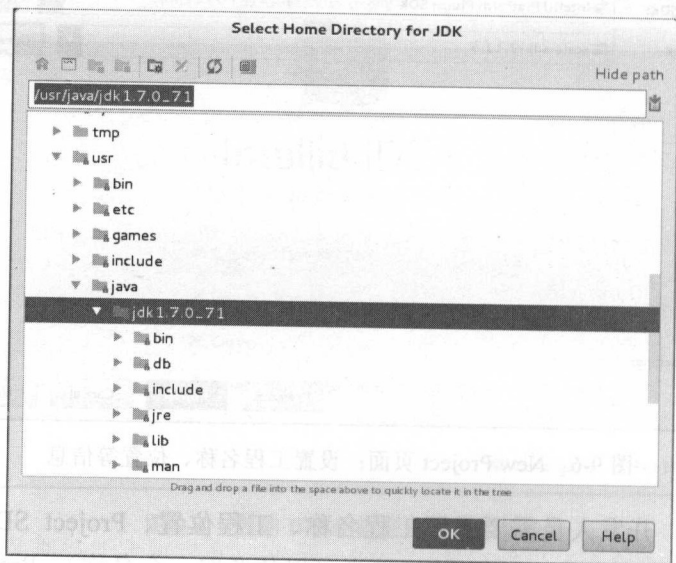 Select Home Directory for JDK
Hide path
/usr/java/jdk1.7.0_71
tmp
usr
bin
etc
games
include
java
jdk1.7.0_71
bin
db
include
jre
lib
man
Drag and drop a file into the space above to quickly locate it in the tree
OK
Cancel
Help